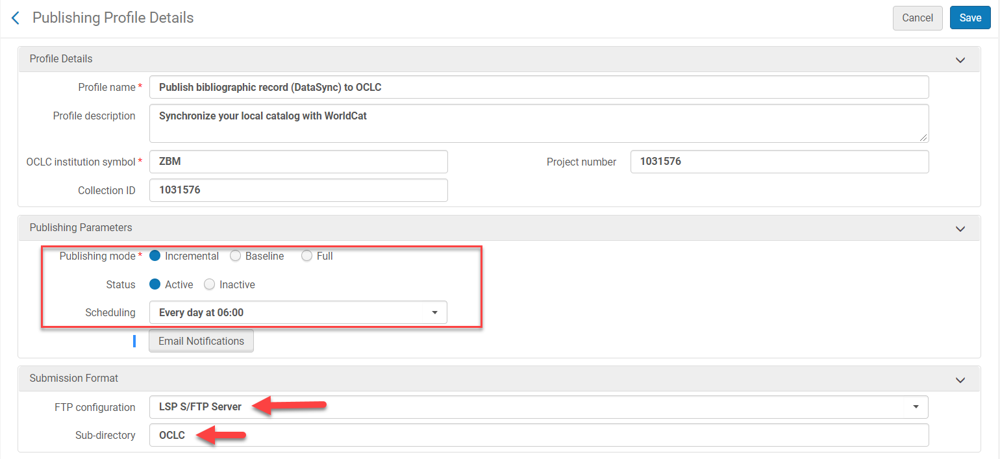 Publishing Profile Details
Cancel
Save
Profile Details
Profile name * Publish bibliographic record (DataSync) to OCLC
Profile description Synchronize your local catalog with WorldCat
OCLC institution symbol * ZBM Project number 1031576
Collection ID 1031576
Publishing Parameters
Publishing mode * Incremental Baseline Full
Status Active Inactive
Scheduling Every day at 06:00
Email Notifications
Submission Format
FTP configuration LSP S/FTP Server
Sub-directory OCLC